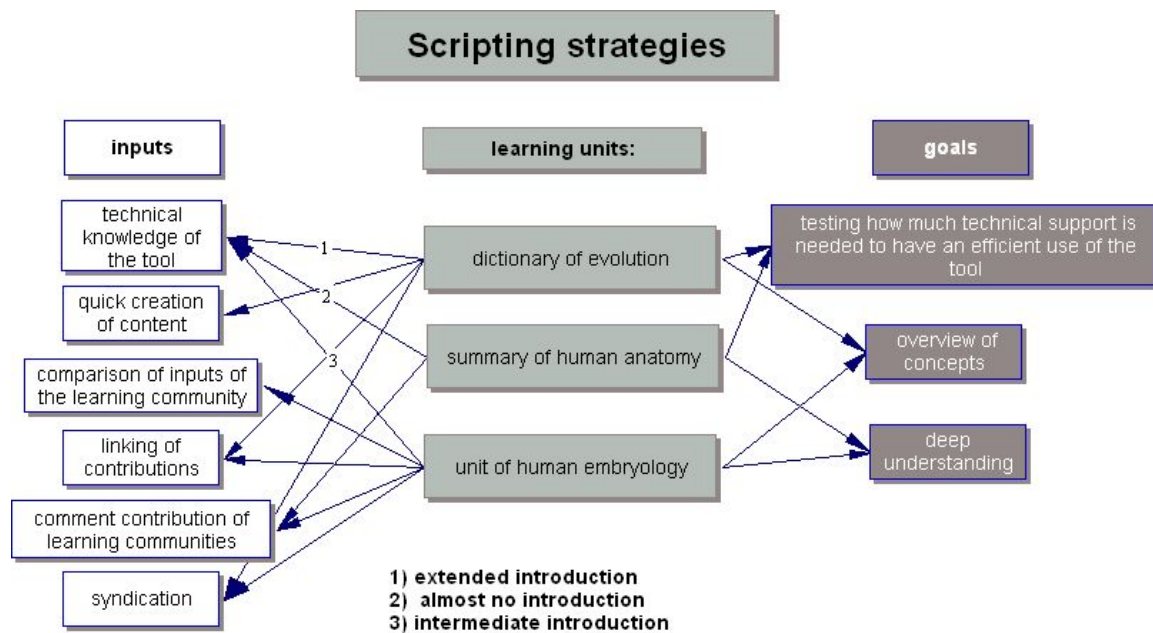 Scripting strategies
inputs
learning units:
goals
technical
knowledge of
the tool
quick creation
of content
comparison of inputs of
the learning community
linking of
contributions
comment contribution of
learning communities
syndication
1
2
3
dictionary of evolution
summary of human anatomy
unit of human embryology
testing how much technical support is
needed to have an efficient use of the
tool
overview of
concepts
deep
understanding
1) extended introduction
2) almost no introduction
3) intermediate introduction